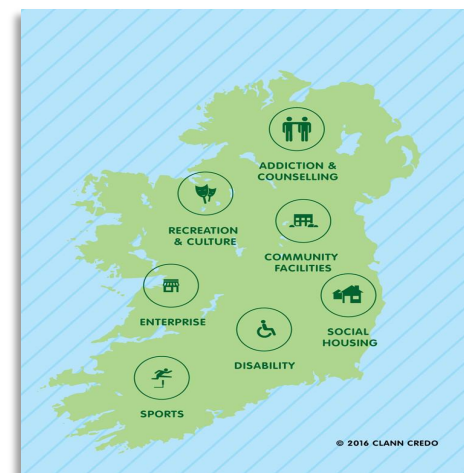 ADDICTION &
COUNSELLING
RECREATION
& CULTURE
COMMUNITY
FACILITIES
ENTERPRISE
SOCIAL
HOUSING
DISABILITY
SPORTS
© 2016 CLANN CREDO